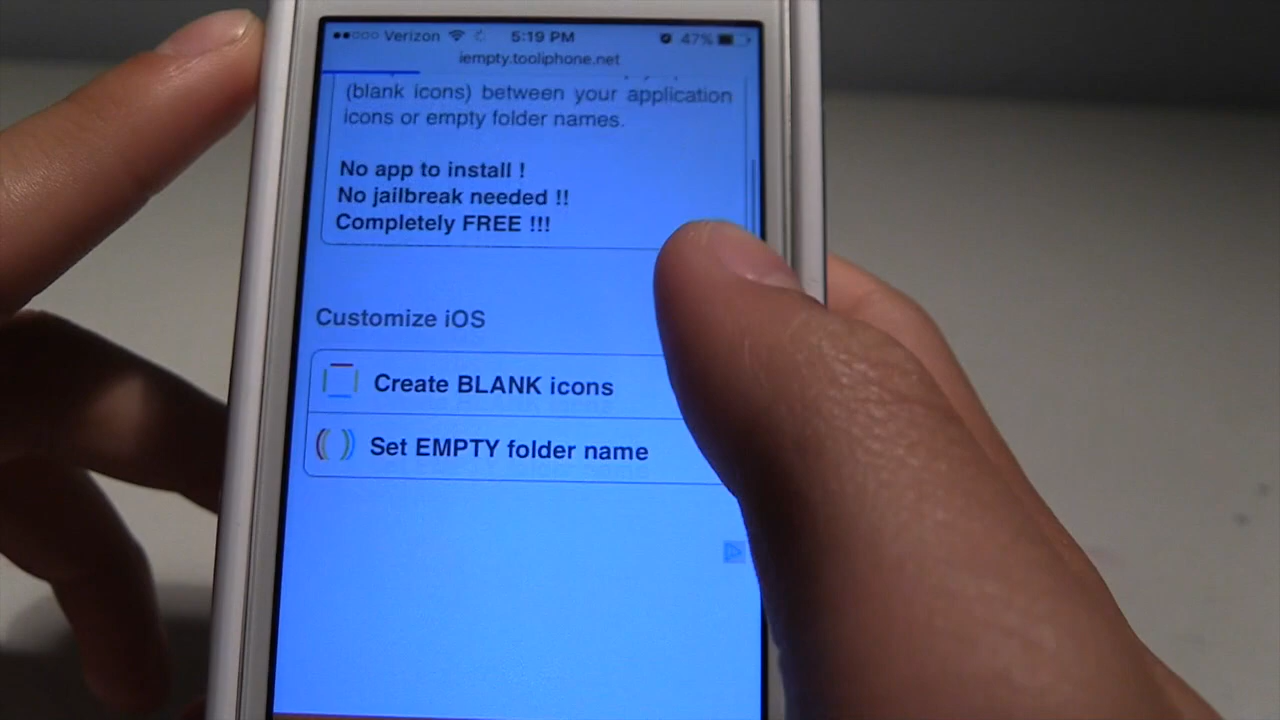 Verizon 5:19 PM 47%
iempty.tooliphone.net
(blank icons) between your application
icons or empty folder names.
No app to install !
No jailbreak needed !!
Completely FREE !!!
Customize iOS
Create BLANK icons
Set EMPTY folder name